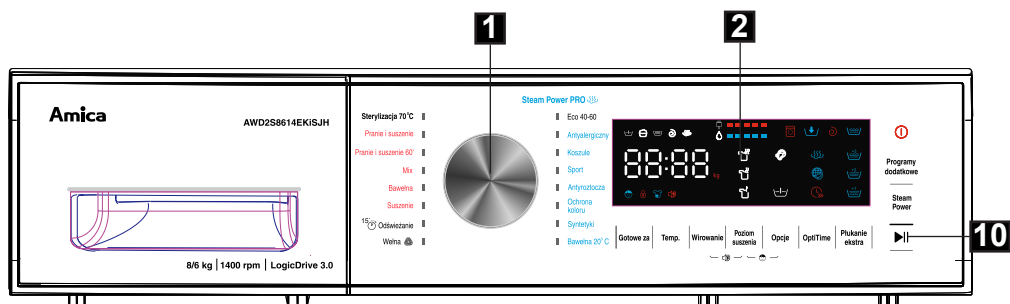 1
2
Steam Power PRO
Amica
AWD2S8614EKiSJH
Sterylizacja 70°C
Pranie i suszenie
Pranie i suszenie 60'
Mix
Bawełna
Suszenie
15' Odświeżanie
Wełna
Eco 40-60
Antyalergiczny
Koszule
Sport
Antyroztocza
Ochrona
koloru
Syntetyki
Bawełna 20°C
88:88
kg
Programy
dodatkowe
Steam
Power
10
Gotowe za
Temp.
Wirowanie
Poziom
suszenia
Opcje
OptiTime
Płukanie
ekstra
8/6 kg | 1400 rpm | LogicDrive 3.0